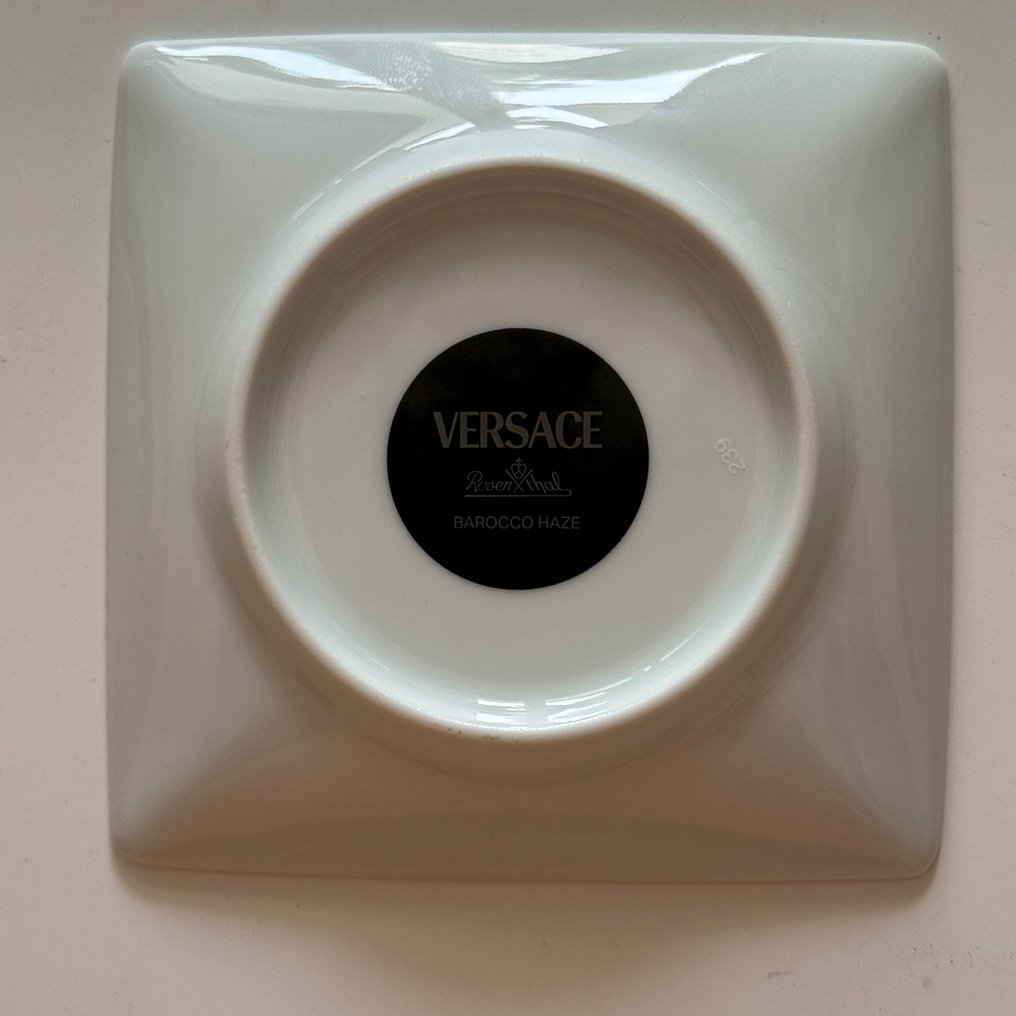 VERSACE
Rosenthal
BAROCCO HAZE
239